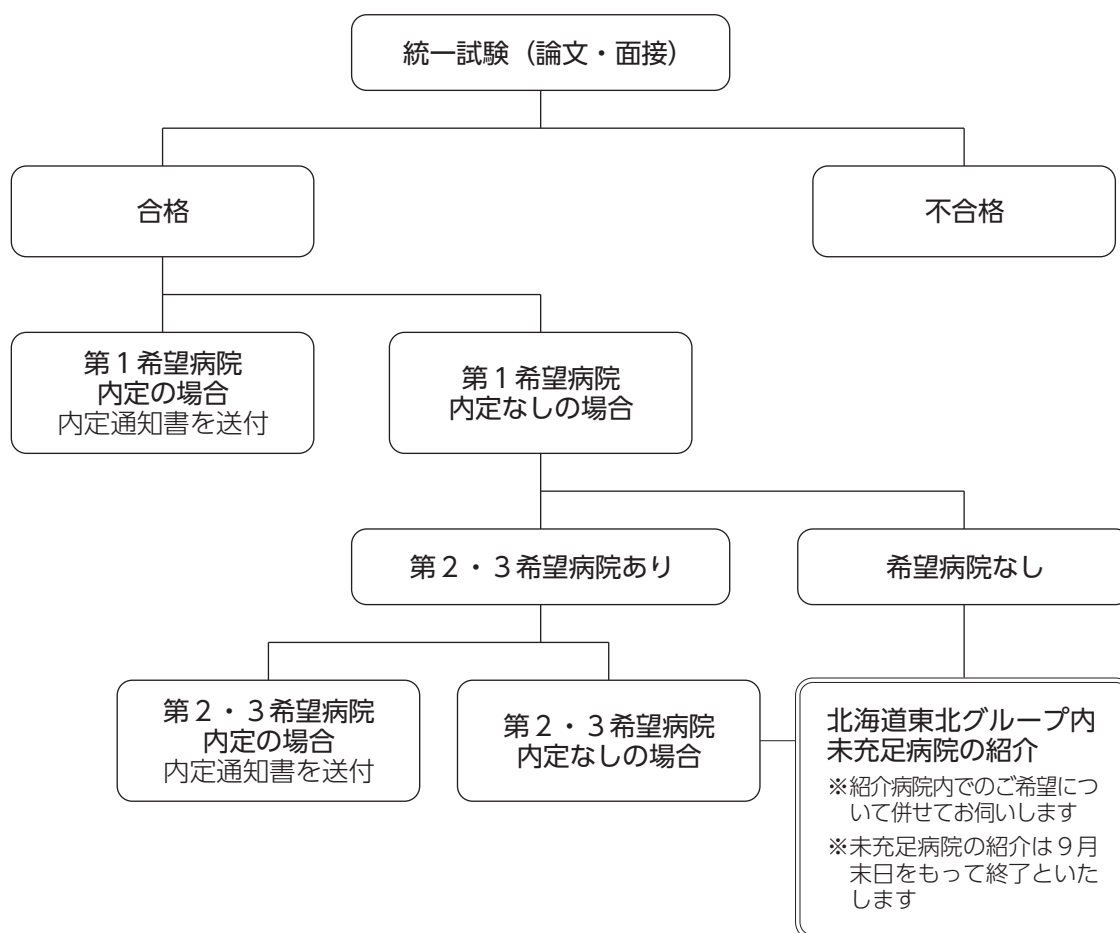 統一試験（論文・面接）
合格
不合格
第１希望病院
内定の場合
内定通知書を送付
第１希望病院
内定なしの場合
第２・３希望病院あり
希望病院なし
第２・３希望病院
内定の場合
内定通知書を送付
第２・３希望病院
内定なしの場合
北海道東北グループ内
未充足病院の紹介
※紹介病院内でのご希望につ
いて併せてお伺いします
※未充足病院の紹介は９月
末日をもって終了といた
します